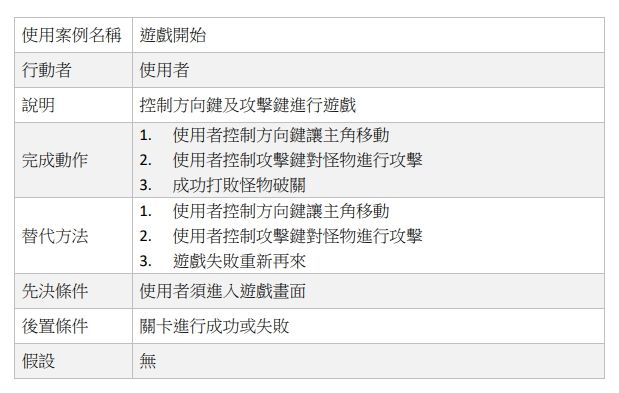 使用案例名稱 遊戲開始
行動者 使用者
說明 控制方向鍵及攻擊鍵進行遊戲
完成動作
1. 使用者控制方向鍵讓主角移動
2. 使用者控制攻擊鍵對怪物進行攻擊
3. 成功打敗怪物破關
替代方法
1. 使用者控制方向鍵讓主角移動
2. 使用者控制攻擊鍵對怪物進行攻擊
3. 遊戲失敗重新再來
先決條件 使用者須進入遊戲畫面
後置條件 關卡進行成功或失敗
假設 無